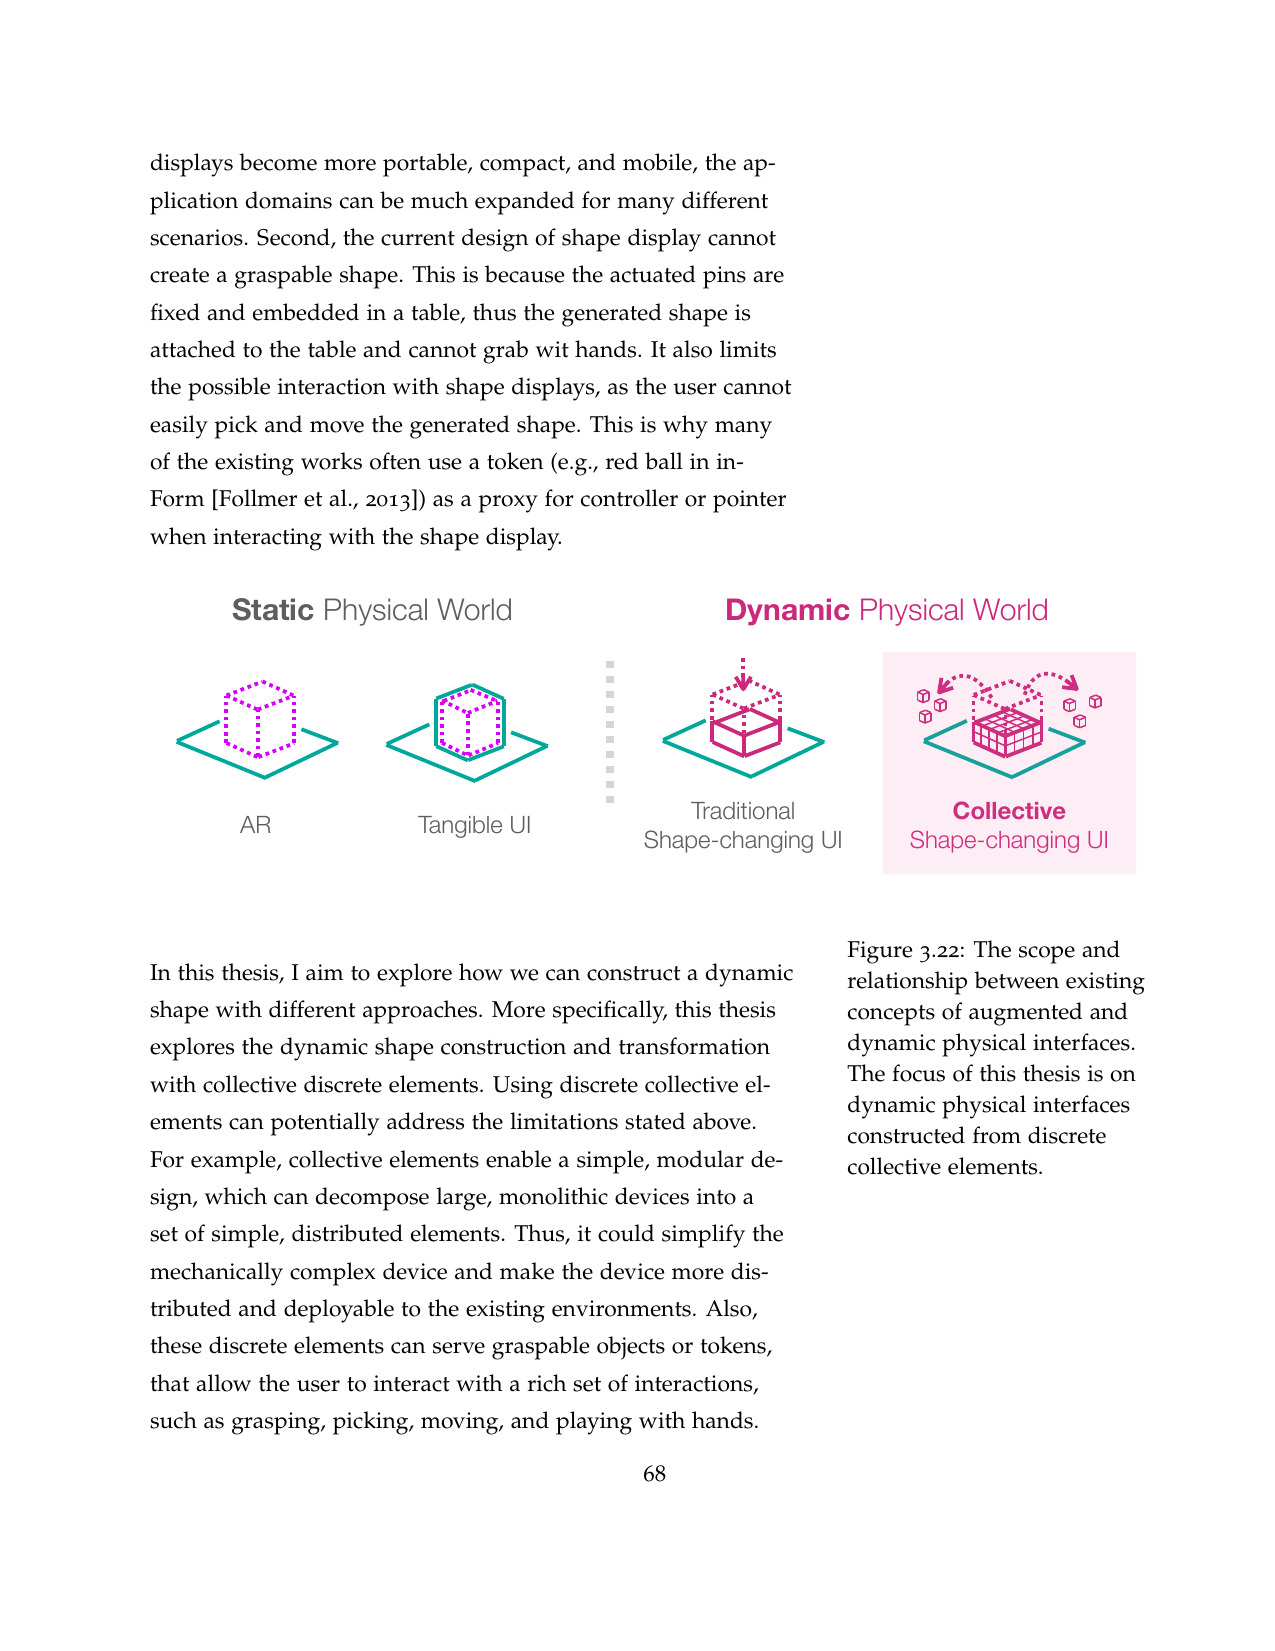 displays become more portable, compact, and mobile, the ap-
plication domains can be much expanded for many different
scenarios. Second, the current design of shape display cannot
create a graspable shape. This is because the actuated pins are
fixed and embedded in a table, thus the generated shape is
attached to the table and cannot grab wit hands. It also limits
the possible interaction with shape displays, as the user cannot
easily pick and move the generated shape. This is why many
of the existing works often use a token (e.g., red ball in in-
Form [Follmer et al., 2013]) as a proxy for controller or pointer
when interacting with the shape display.
Static Physical World
Dynamic Physical World
AR
Tangible UI
Traditional
Shape-changing UI
Collective
Shape-changing UI
In this thesis, I aim to explore how we can construct a dynamic
shape with different approaches. More specifically, this thesis
explores the dynamic shape construction and transformation
with collective discrete elements. Using discrete collective el-
ements can potentially address the limitations stated above.
For example, collective elements enable a simple, modular de-
sign, which can decompose large, monolithic devices into a
set of simple, distributed elements. Thus, it could simplify the
mechanically complex device and make the device more dis-
tributed and deployable to the existing environments. Also,
these discrete elements can serve graspable objects or tokens,
that allow the user to interact with a rich set of interactions,
such as grasping, picking, moving, and playing with hands.
Figure 3.22: The scope and
relationship between existing
concepts of augmented and
dynamic physical interfaces.
The focus of this thesis is on
dynamic physical interfaces
constructed from discrete
collective elements.
68